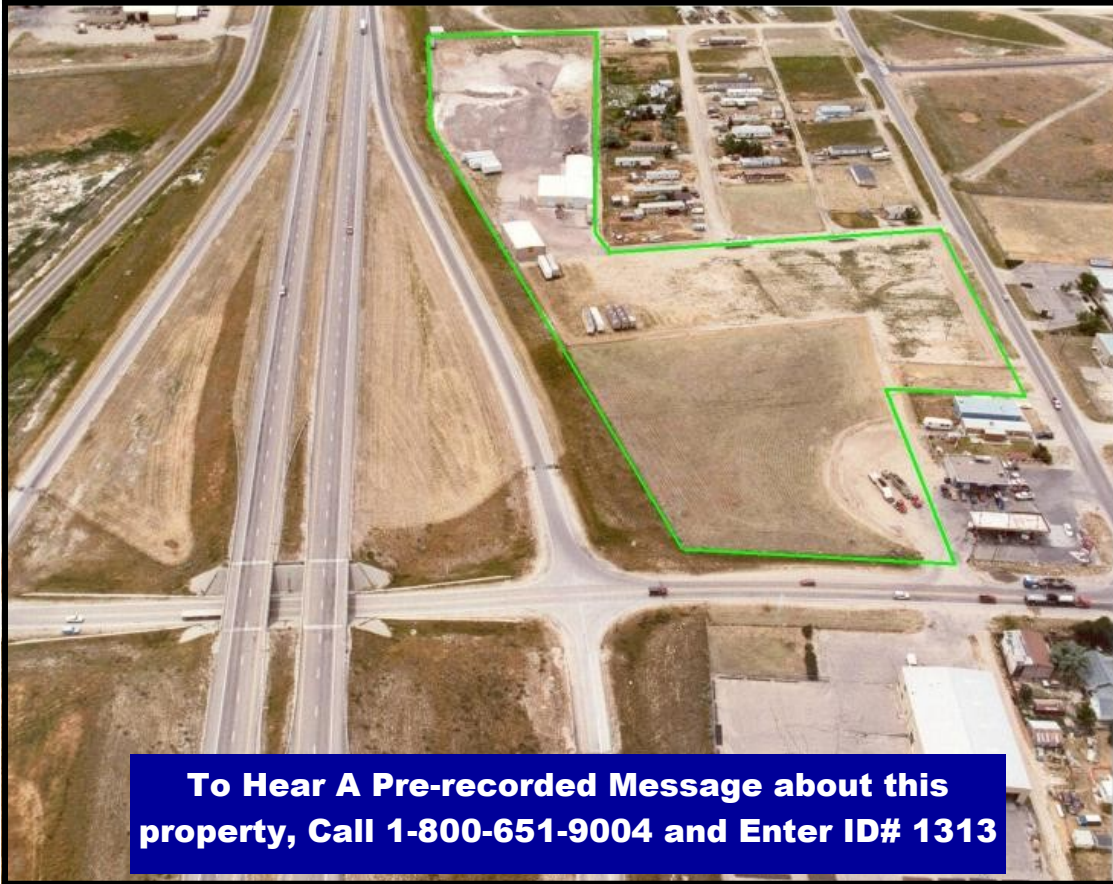 To Hear A Pre-recorded Message about this
property, Call 1-800-651-9004 and Enter ID# 1313